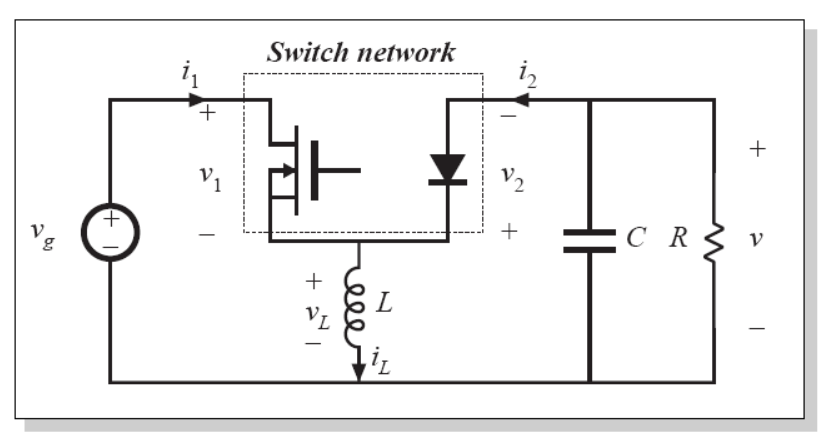 Switch network
i1
i2
+
−
v1
v2
−
+
vg
+
−
+
vL
−
L
iL
C
R
+
v
−